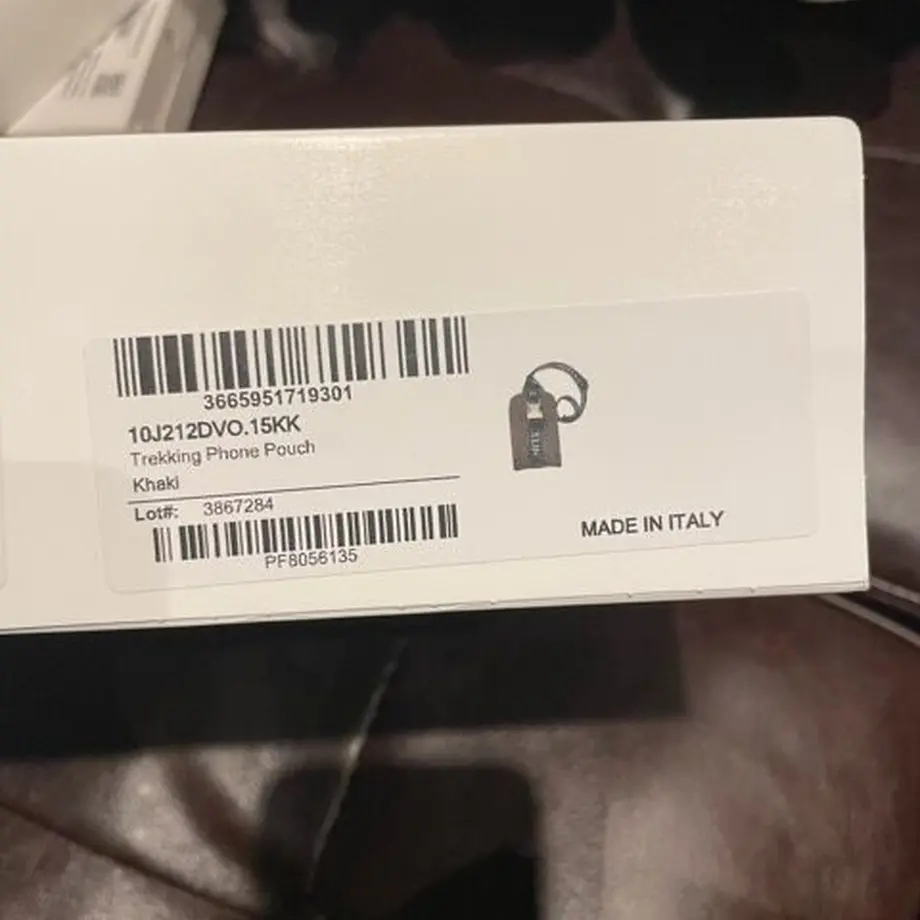 3665951719301
10J212DVO.15KK
Trekking Phone Pouch
Khaki
Lot#: 3867284
PF8056135
MADE IN ITALY